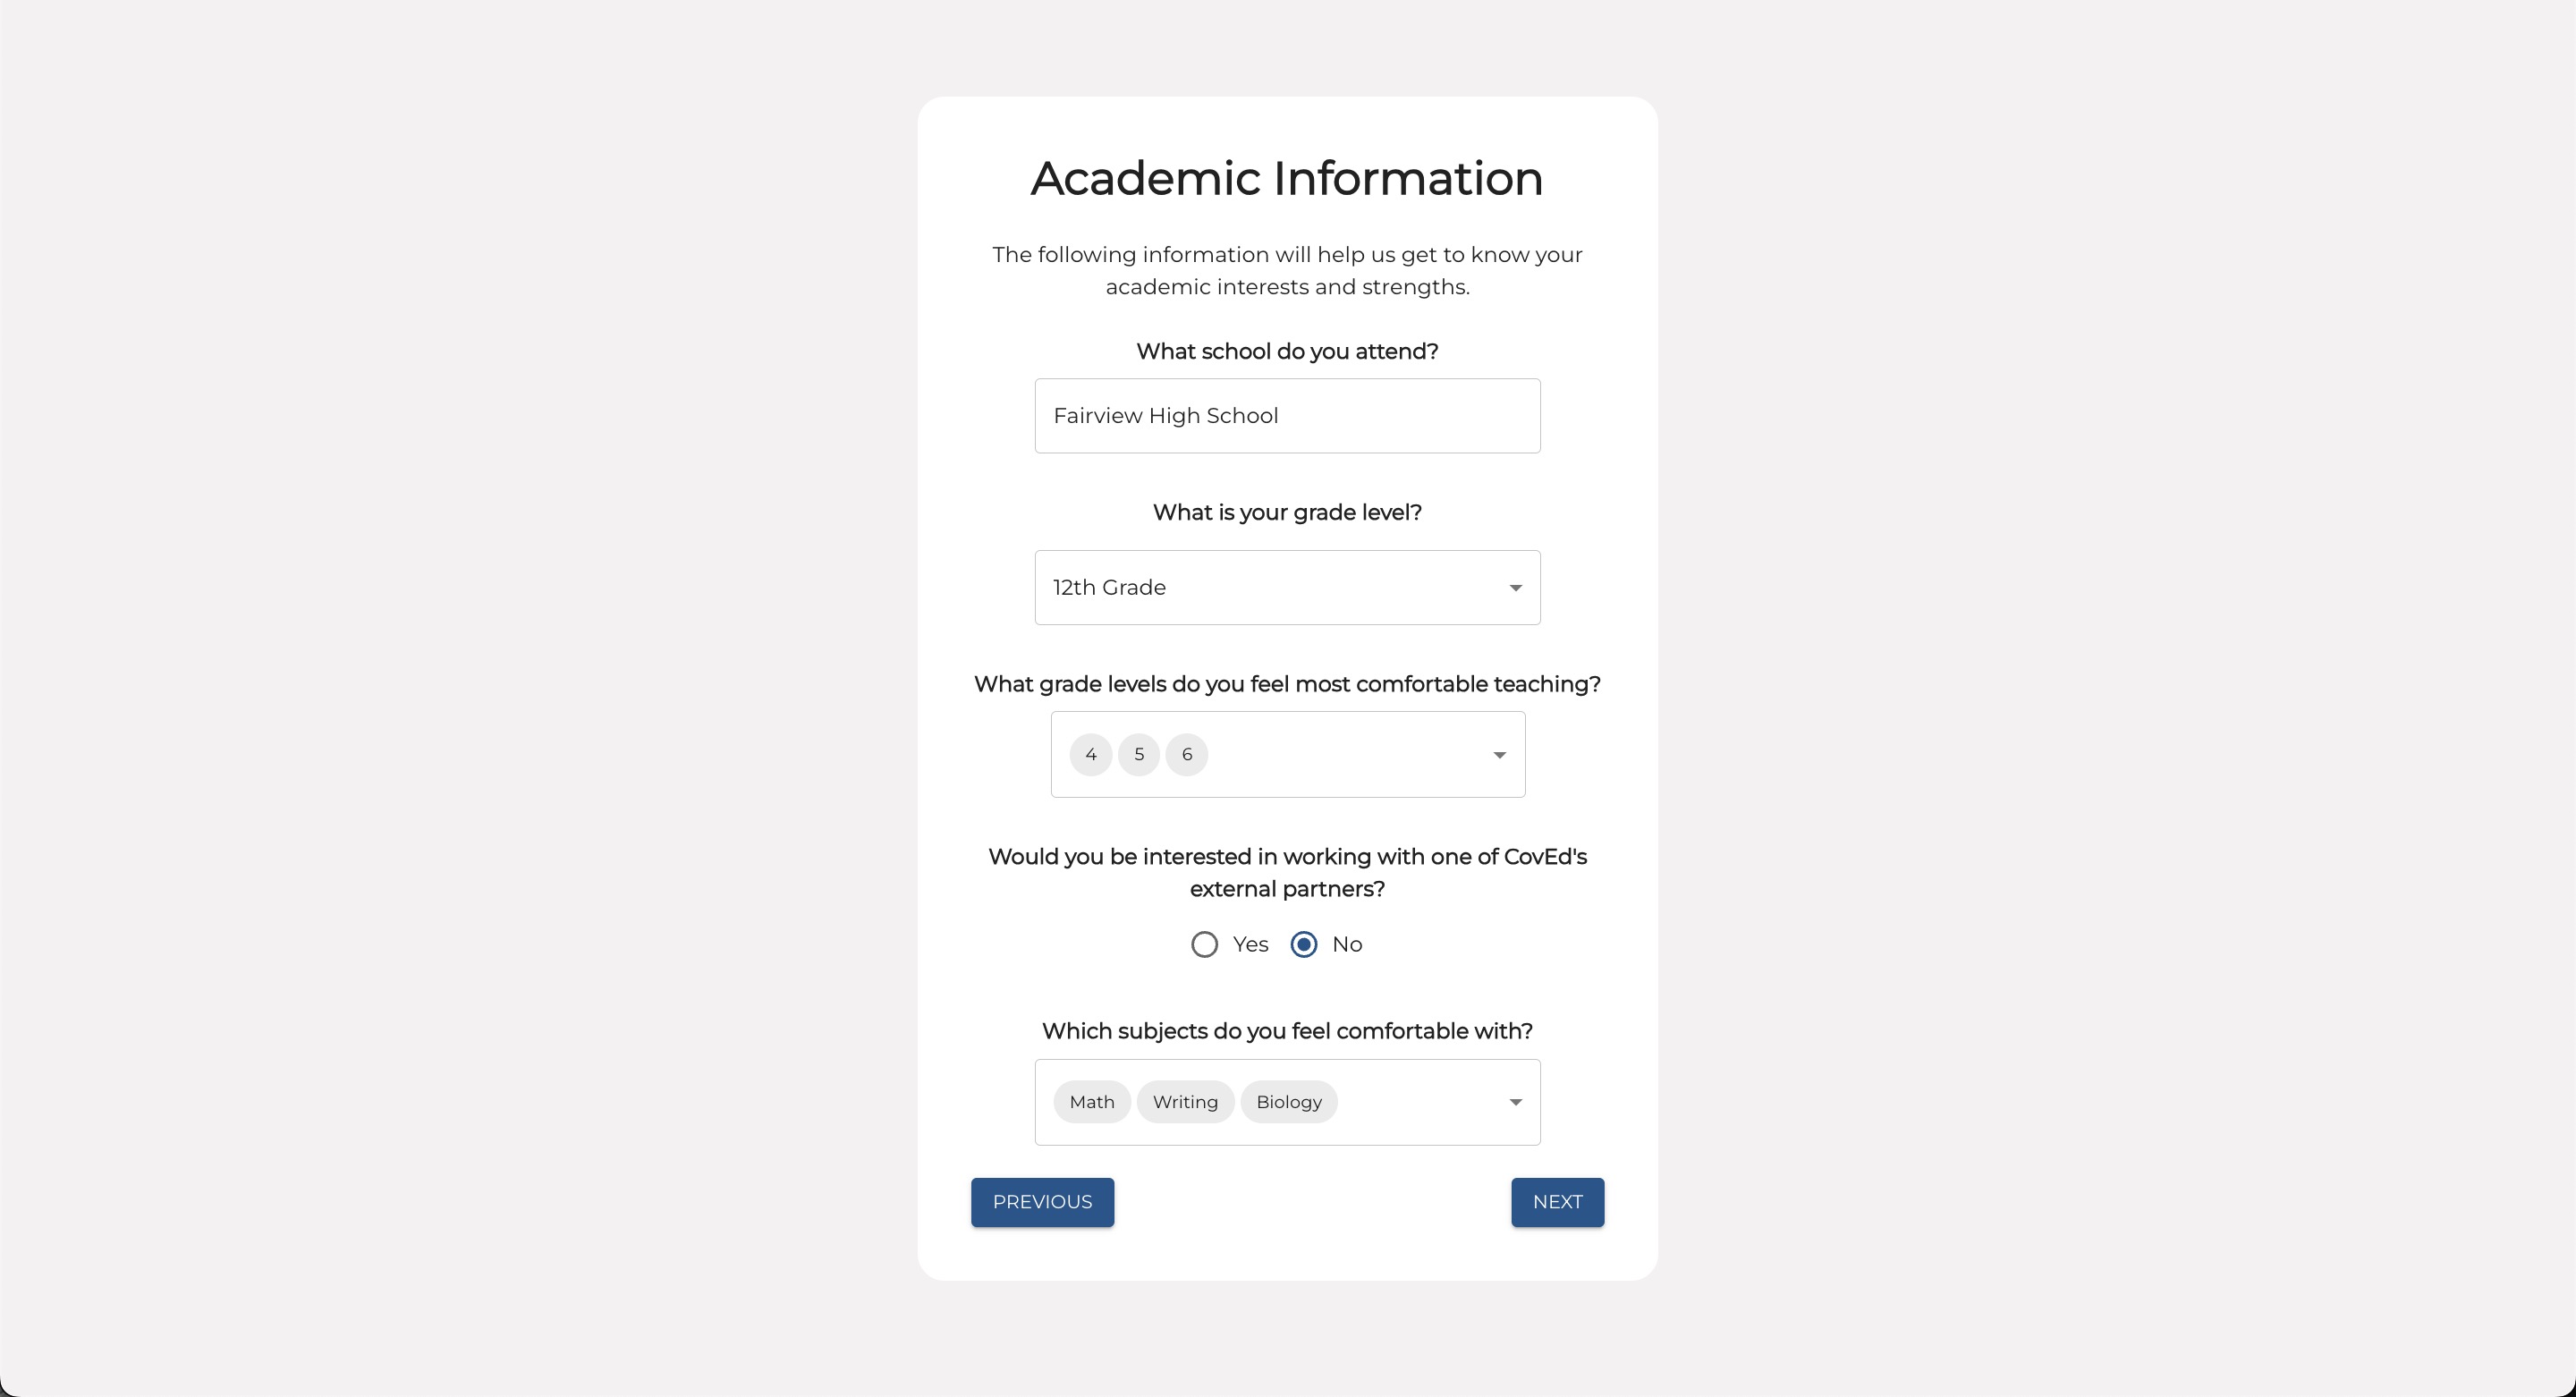 Academic Information
The following information will help us get to know your
academic interests and strengths.
What school do you attend?
Fairview High School
What is your grade level?
12th Grade
What grade levels do you feel most comfortable teaching?
4 5 6
Would you be interested in working with one of CovEd's
external partners?
Yes No
Which subjects do you feel comfortable with?
Math Writing Biology
PREVIOUS NEXT